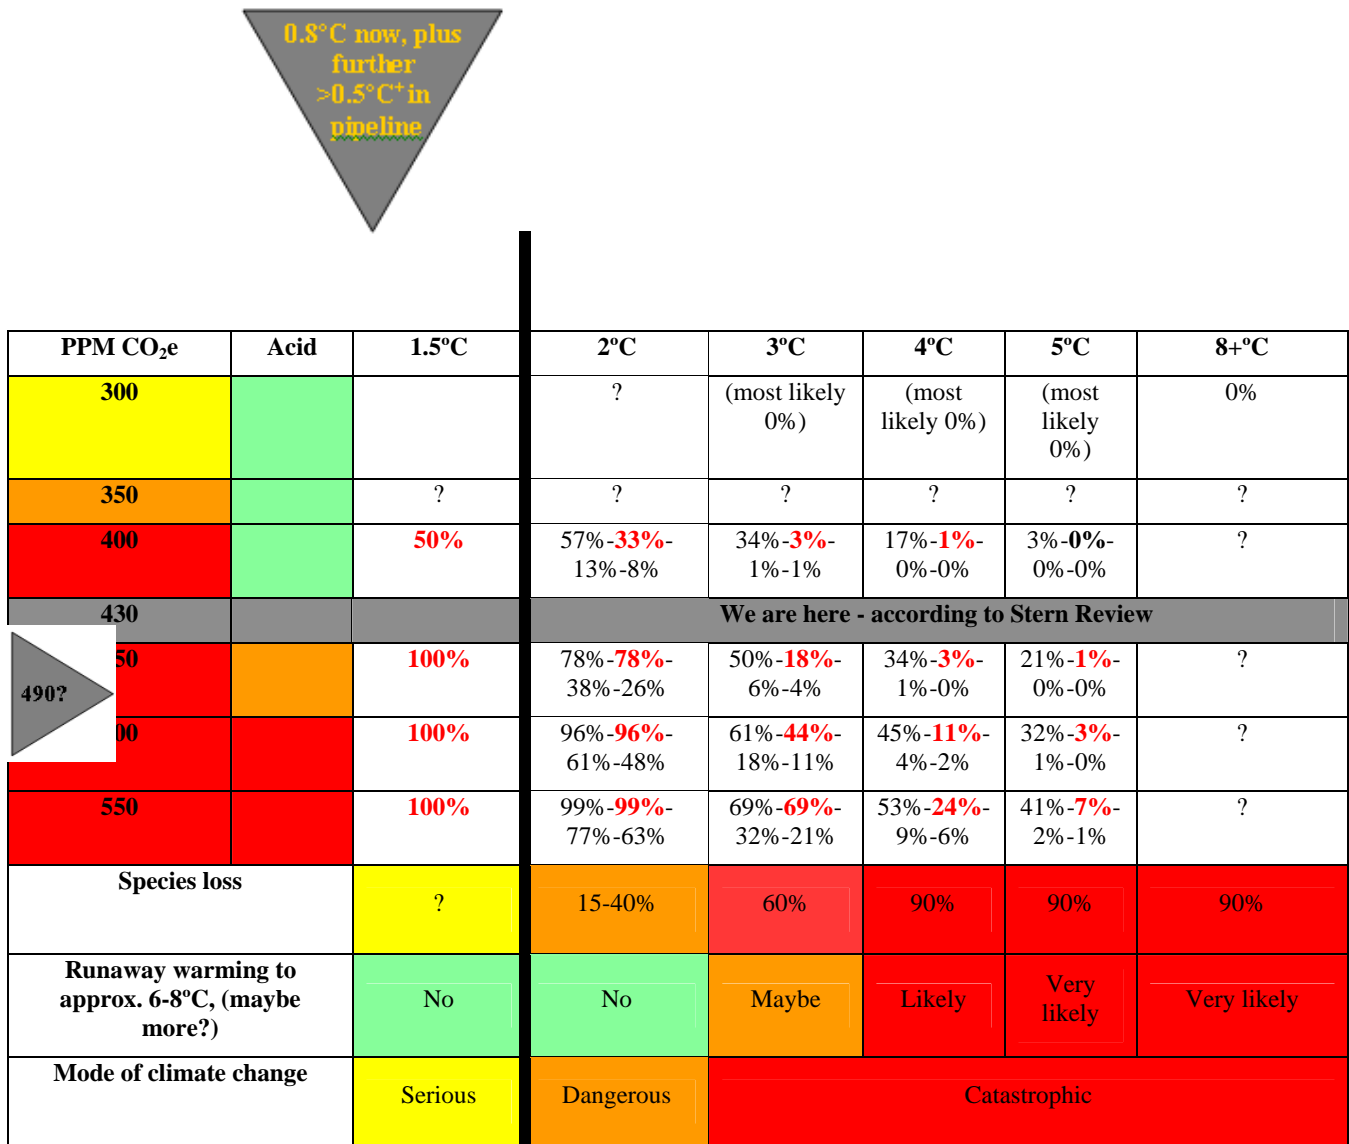 0.8°C now, plus
further
>0.5°C⁺ in
pipeline
PPM CO₂e Acid 1.5ºC 2ºC 3ºC 4ºC 5ºC 8+ºC
300 ? (most likely 0%) (most likely 0%) (most likely 0%) 0%
350 ? ? ? ? ? ?
400 50% 57%-33%-13%-8% 34%-3%-1%-1% 17%-1%-0%-0% 3%-0%-0%-0% ?
430 We are here - according to Stern Review
490?
50 100% 78%-78%-38%-26% 50%-18%-6%-4% 34%-3%-1%-0% 21%-1%-0%-0% ?
00 100% 96%-96%-61%-48% 61%-44%-18%-11% 45%-11%-4%-2% 32%-3%-1%-0% ?
550 100% 99%-99%-77%-63% 69%-69%-32%-21% 53%-24%-9%-6% 41%-7%-2%-1% ?
Species loss ? 15-40% 60% 90% 90% 90%
Runaway warming to
approx. 6-8ºC, (maybe
more?) No No Maybe Likely Very likely Very likely
Mode of climate change Serious Dangerous Catastrophic